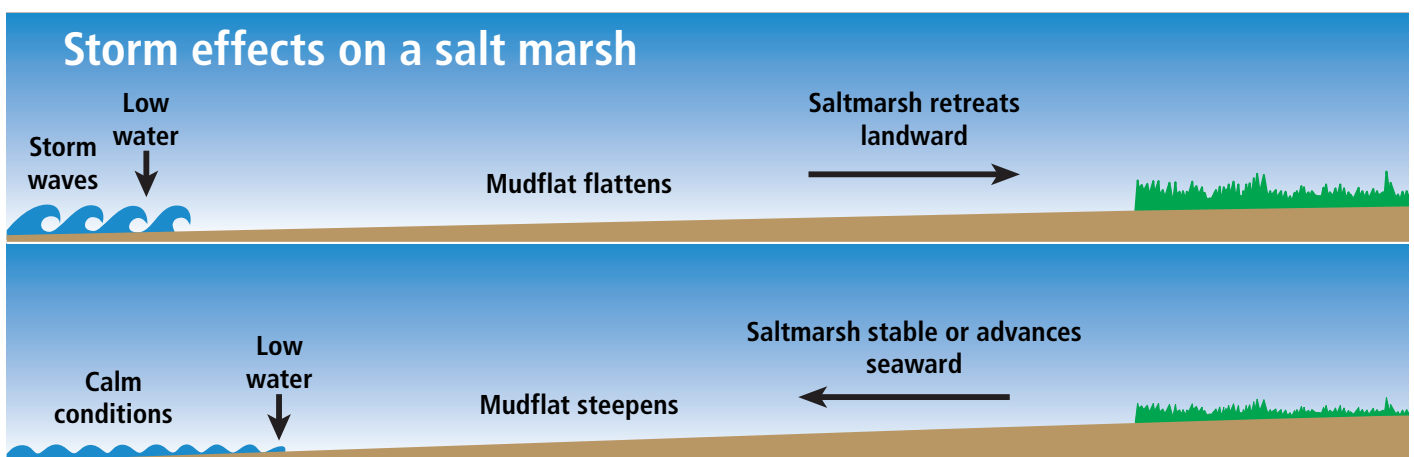 Storm effects on a salt marsh
Low
water
Storm
waves
Mudflat flattens
Saltmarsh retreats
landward
Low
water
Calm
conditions
Mudflat steepens
Saltmarsh stable or advances
seaward